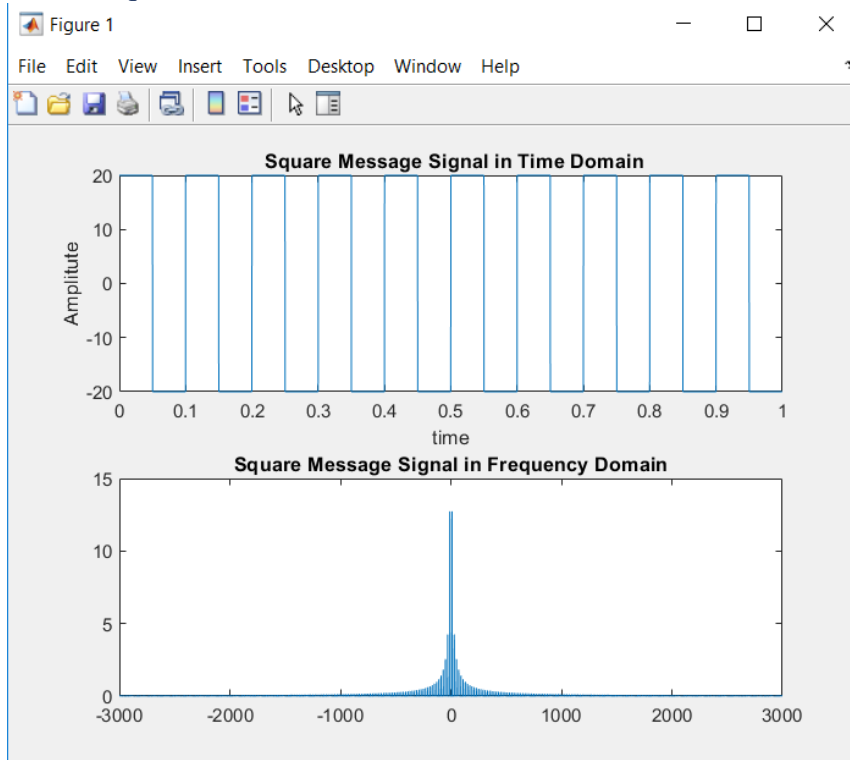 Figure 1
File Edit View Insert Tools Desktop Window Help
Square Message Signal in Time Domain
20
10
0
-10
-20
Amplitute
0 0.1 0.2 0.3 0.4 0.5 0.6 0.7 0.8 0.9 1
time
Square Message Signal in Frequency Domain
15
10
5
0
-3000 -2000 -1000 0 1000 2000 3000